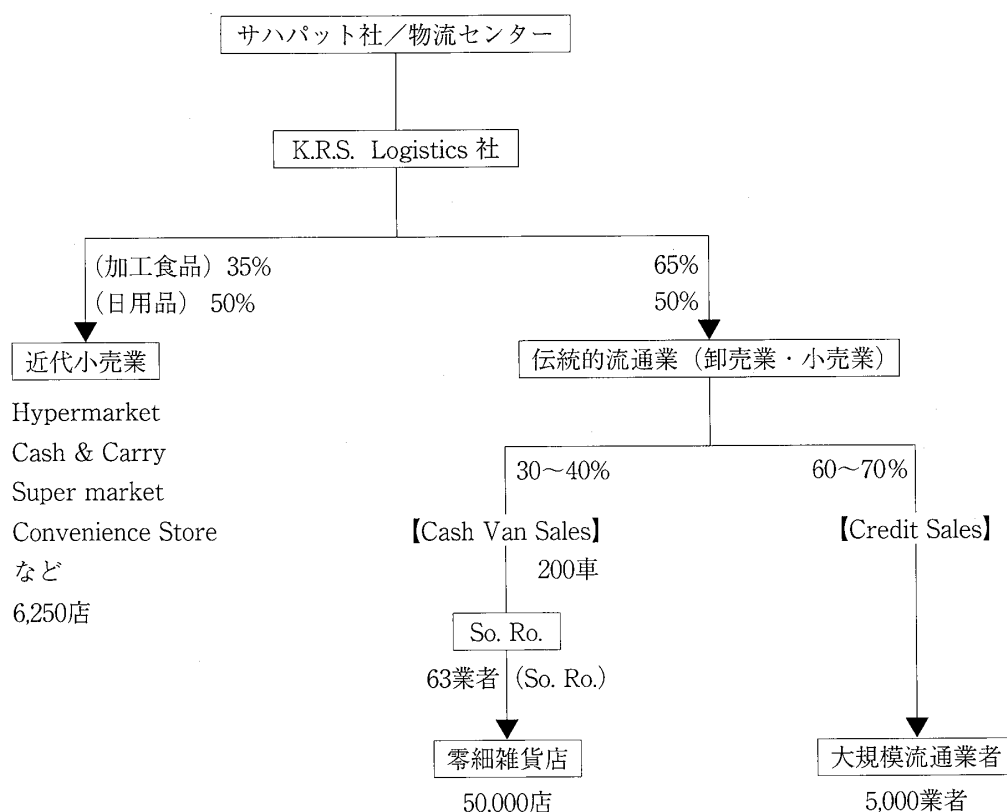 サハパット社／物流センター
K.R.S. Logistics 社
(加工食品) 35%
65%
(日用品) 50%
50%
近代小売業
伝統的流通業（卸売業・小売業）
Hypermarket
Cash & Carry
Super market
Convenience Store
など
6,250店
30〜40%
60〜70%
【Cash Van Sales】
【Credit Sales】
200車
So. Ro.
63業者（So. Ro.）
零細雑貨店
大規模流通業者
50,000店
5,000業者